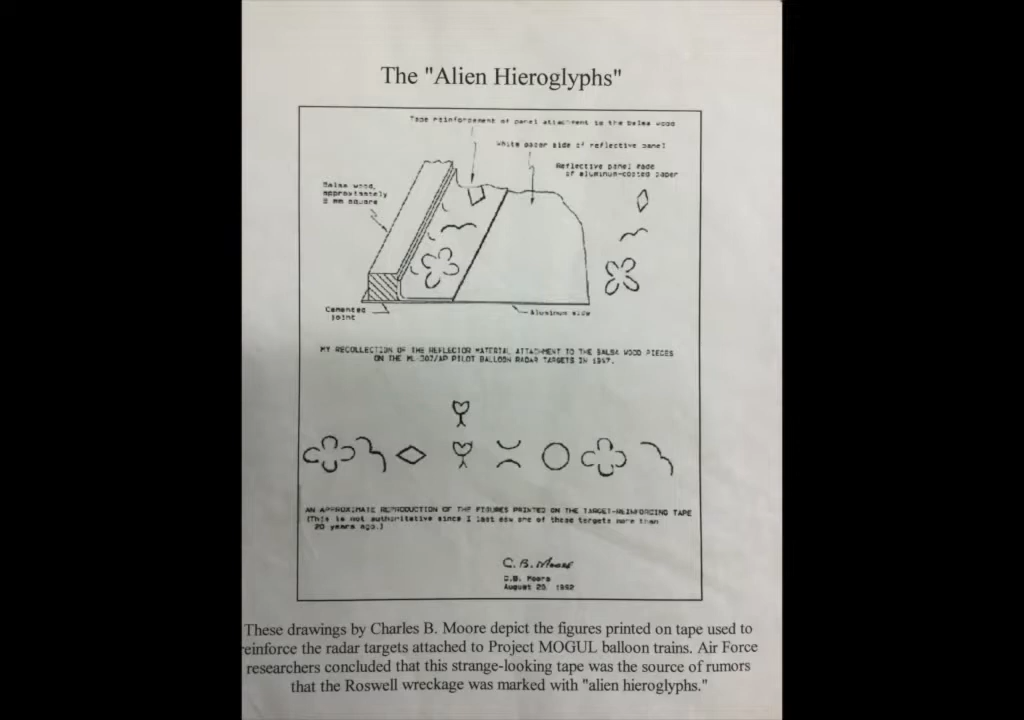 The "Alien Hieroglyphs"
Tape reinforcement of panel attachment to the balsa wood
White paper side of reflective panel
Reflective panel made
of aluminum-coated paper
Balsa wood,
approximately
square
Cemented
joint
Aluminum side
MY RECOLLECTION OF THE REFLECTOR MATERIAL ATTACHMENT TO THE BALSA WOOD PIECES
ON THE ML-307/AP PILOT BALLOON RADAR TARGETS IN 1947.
AN APPROXIMATE REPRODUCTION OF THE FIGURES PRINTED ON THE TARGET-REINFORCING TAPE
(This is not authoritative since I last saw one of these targets more than
years ago.)
C. B. Moore
C.B. Moore
August 1992
These drawings by Charles B. Moore depict the figures printed on tape used to
einforce the radar targets attached to Project MOGUL balloon trains. Air Force
researchers concluded that this strange-looking tape was the source of rumors
that the Roswell wreckage was marked with "alien hieroglyphs."